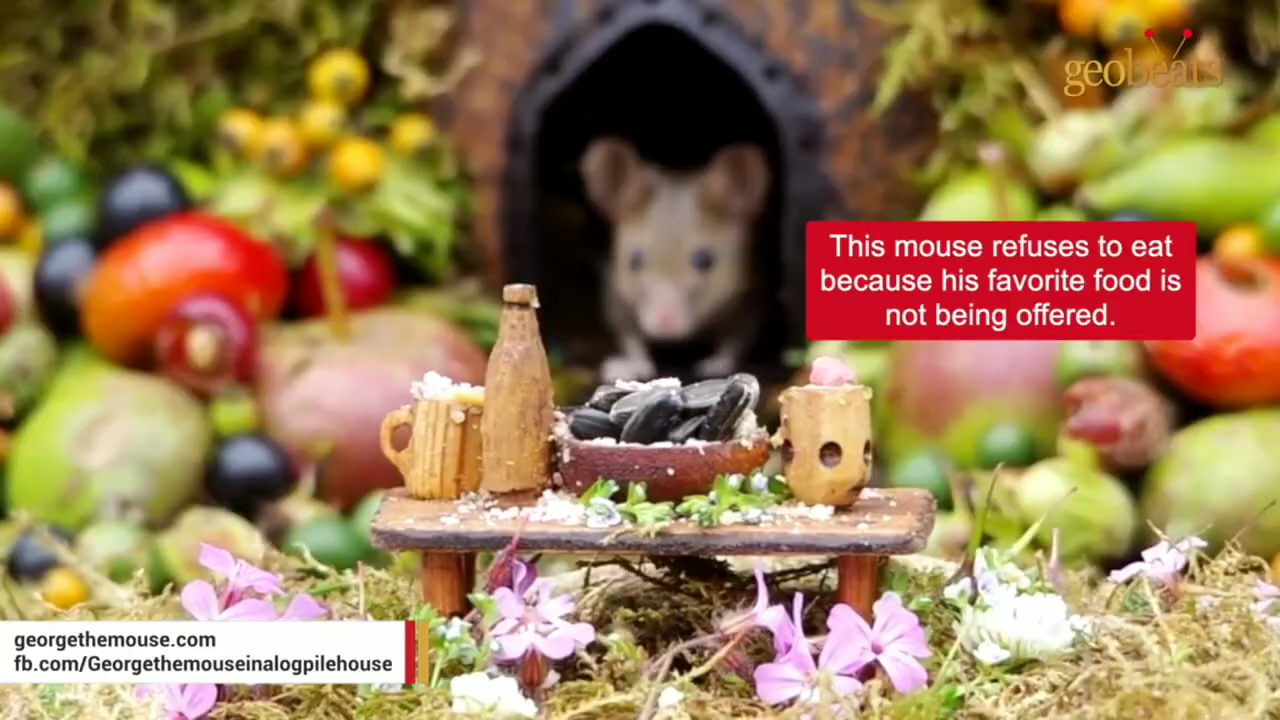 geobeats
This mouse refuses to eat
because his favorite food is
not being offered.
georgethemouse.com
fb.com/Georgethemouseinalogpilehouse